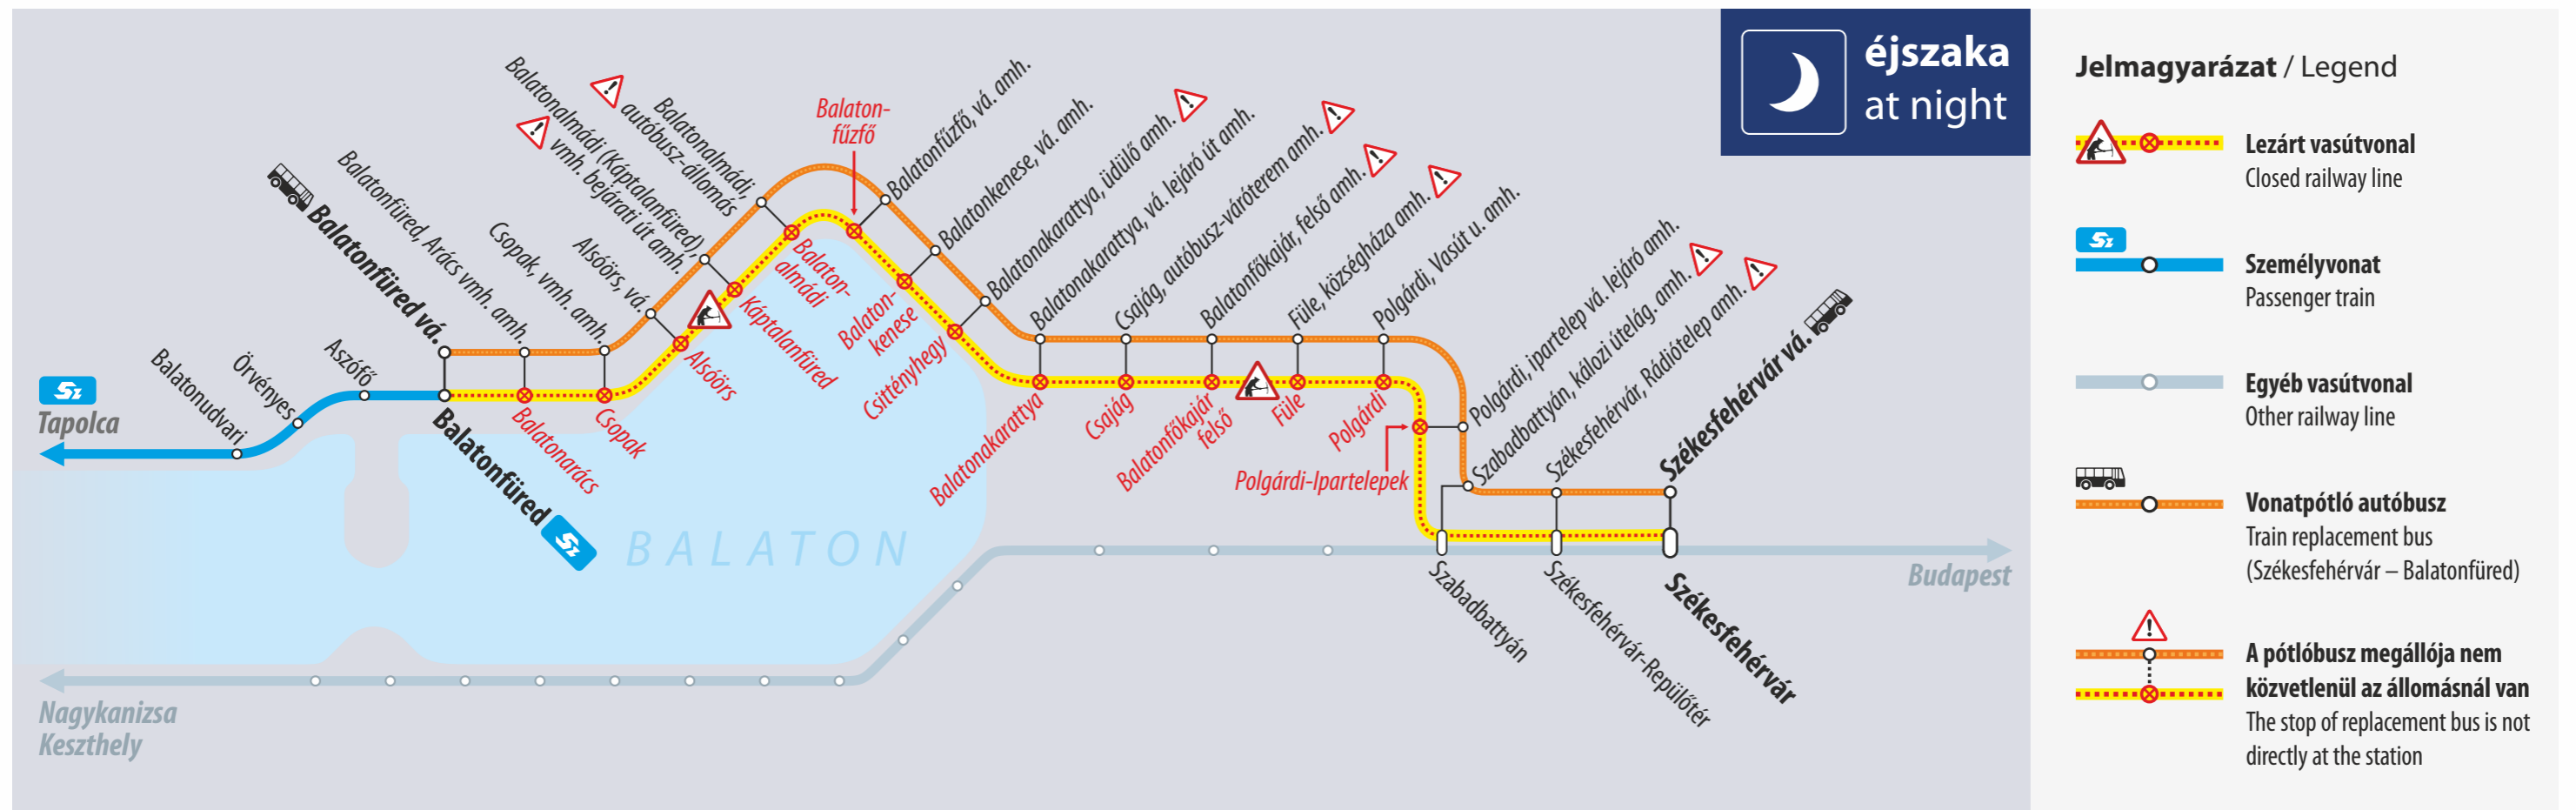 éjszaka
at night
Jelmagyarázat / Legend
Lezárt vasútvonal
Closed railway line
Sz
Személyvonat
Passenger train
Egyéb vasútvonal
Other railway line
Vonatpótló autóbusz
Train replacement bus
(Székesfehérvár – Balatonfüred)
!
A pótlóbusz megállója nem
közvetlenül az állomásnál van
The stop of replacement bus is not
directly at the station
Sz
Tapolca
Balatonudvari
Örvényes
Aszófő
Balatonfüred vá.
Balatonfüred, Arács vmh. amh.
Csopak, vmh. amh.
Alsóörs, vá.
Balatonalmádi (Káptalanfüred),
! vmh. bejárati út amh.
Balatonalmádi,
! autóbusz-állomás
Balatonfűzfő, vá. amh.
Balatonkenese, vá. amh.
Balatonakarattya, üdülő amh. !
Balatonakarattya, vá. lejáró út amh.
Csajág, autóbusz-váróterem amh. !
Balatonfőkajár, felső amh. !
Füle, községháza amh. !
Polgárdi, Vasút u. amh.
Polgárdi, ipartelep vá. lejáró amh.
Szabadbattyán, kálozi útelág. amh. !
Székesfehérvár, Rádiótelep amh. !
Székesfehérvár vá.
Balatonfüred
Sz
Balatonarács
Csopak
Alsóörs
Káptalanfüred
Balaton-
almádi
Balaton-
fűzfő
Balaton-
kenese
Csittényhegy
Balatonakarattya
Csajág
Balatonfőkajár
felső
Füle
Polgárdi
Polgárdi-Ipartelepek
Szabadbattyán
Székesfehérvár-Repülőtér
Székesfehérvár
BALATON
Budapest
Nagykanizsa
Keszthely